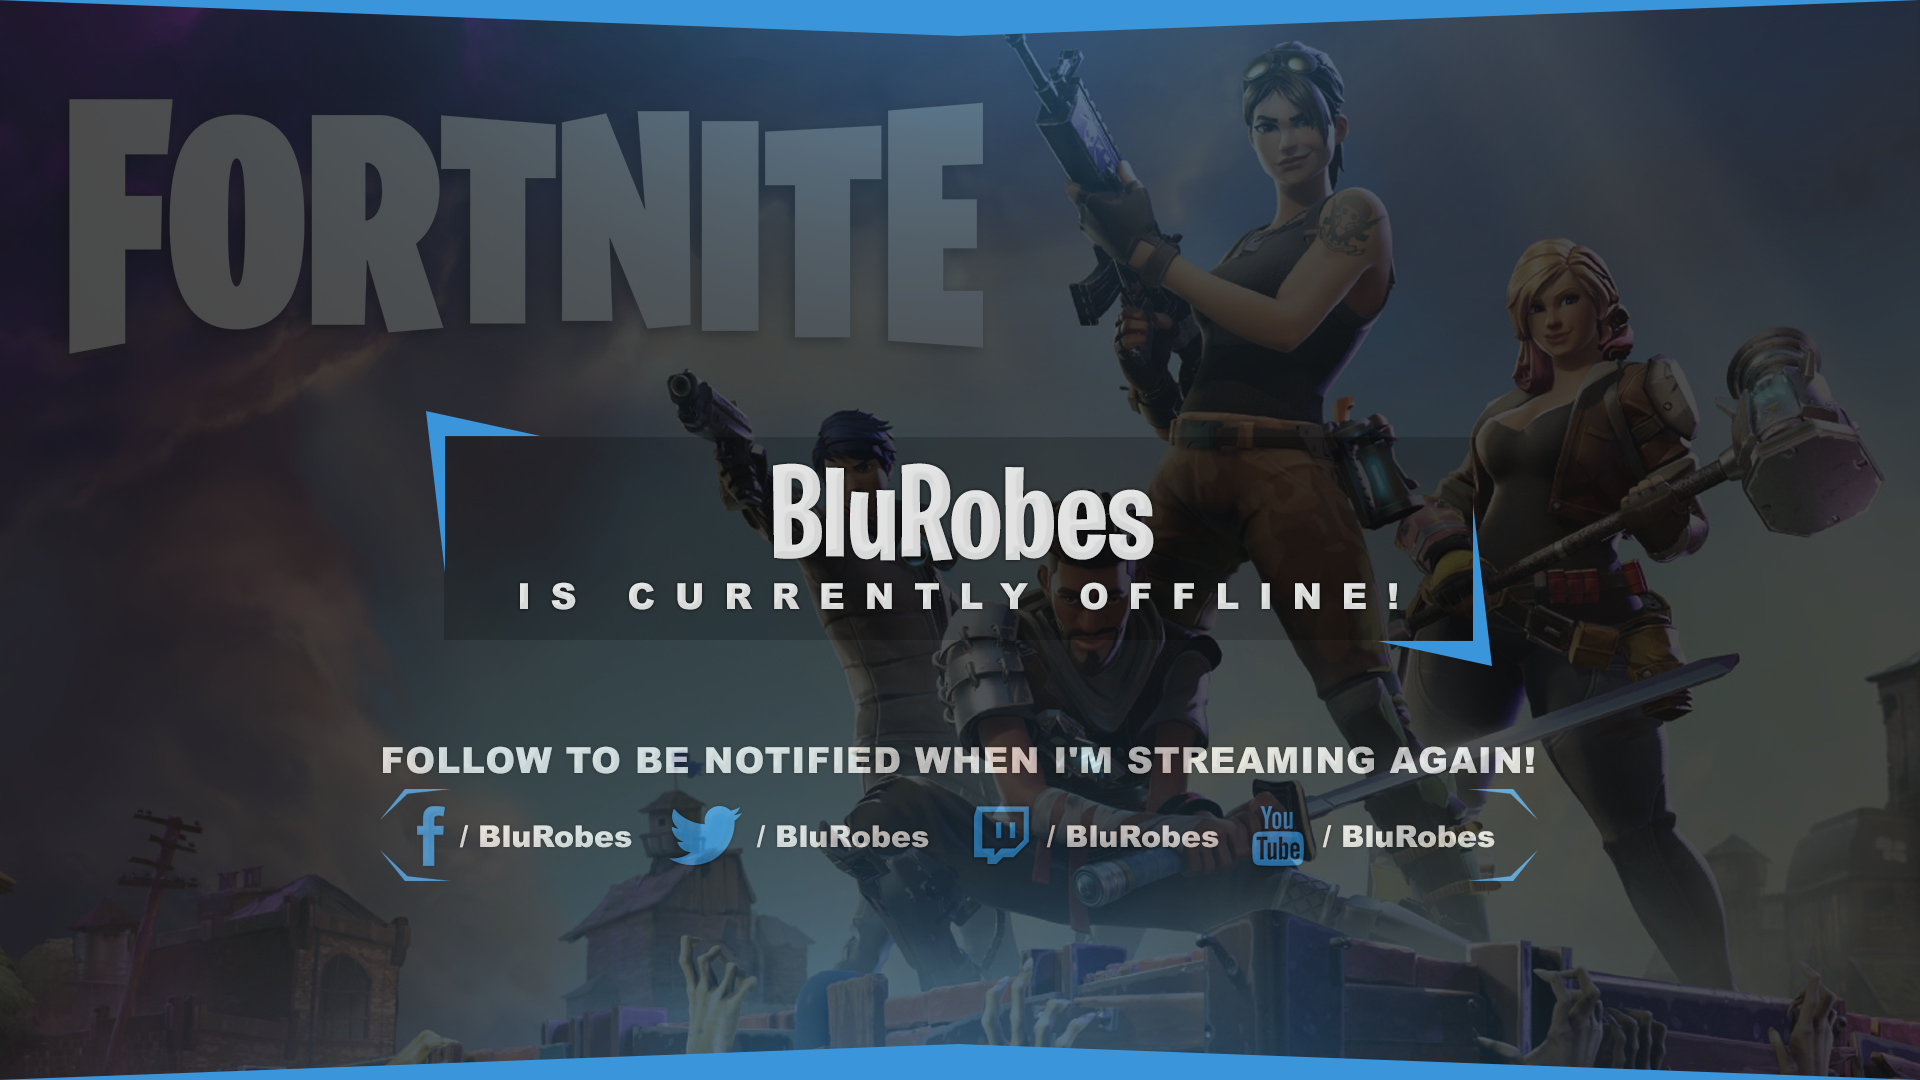 FORTNITE
BluRobes
IS CURRENTLY OFFLINE!
FOLLOW TO BE NOTIFIED WHEN I'M STREAMING AGAIN!
f / BluRobes / BluRobes / BluRobes You Tube / BluRobes